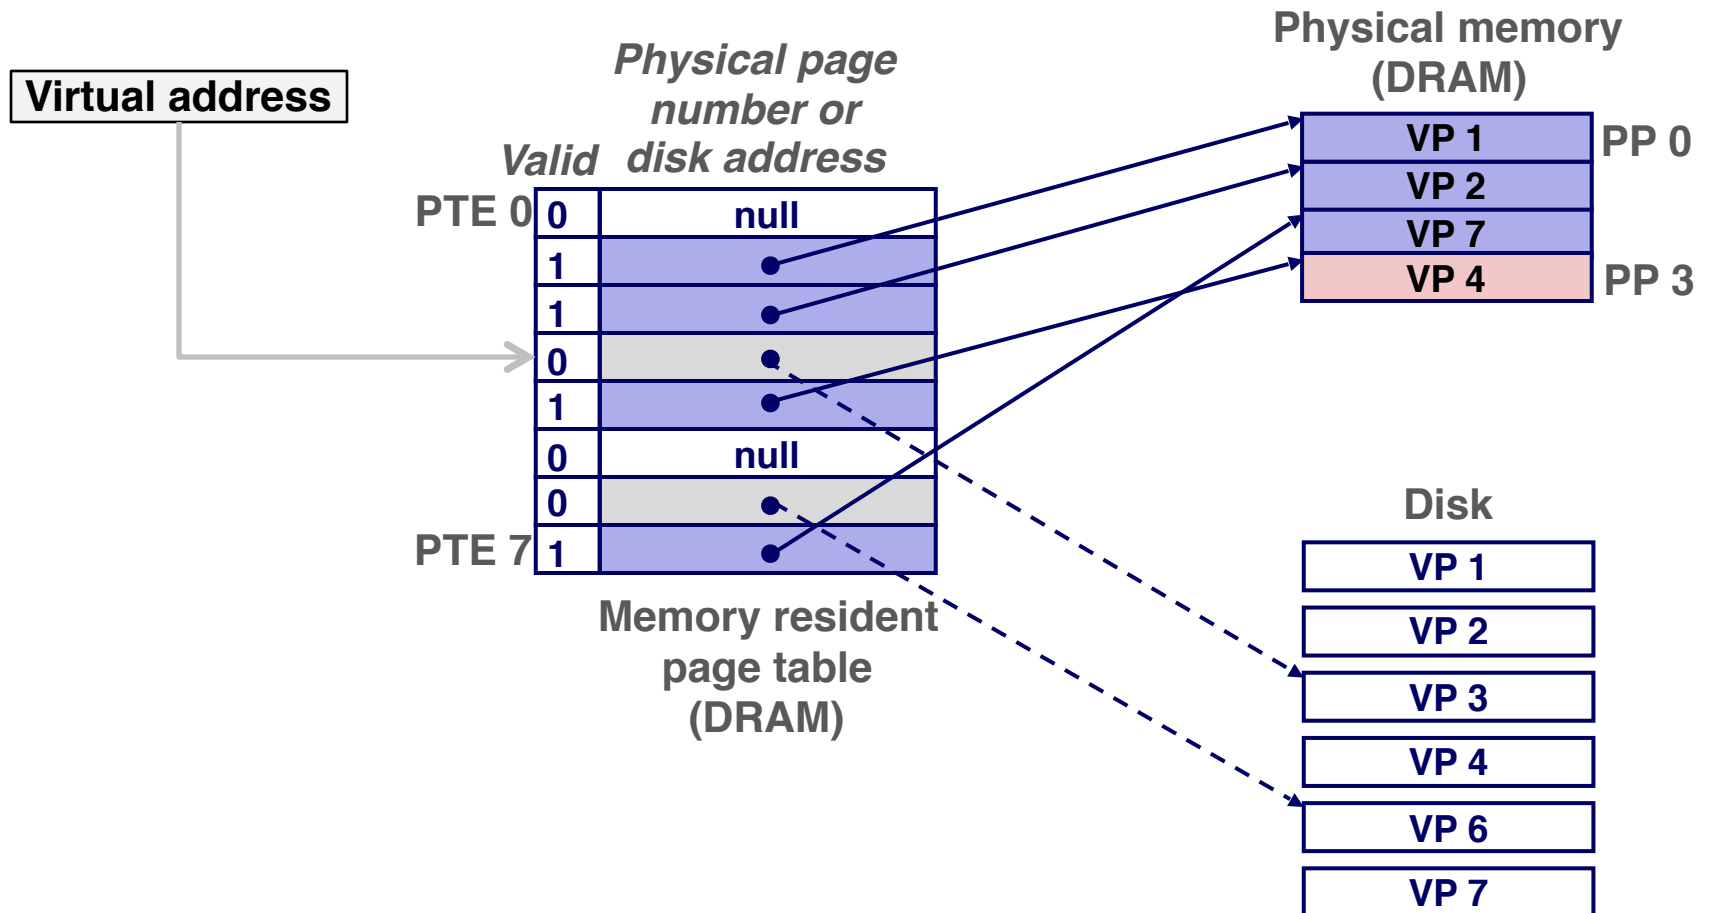 Virtual address
Physical page
number or
disk address
Valid
PTE 0
0
null
1
1
0
1
0
null
0
PTE 7
1
Memory resident
page table
(DRAM)
Physical memory
(DRAM)
VP 1
PP 0
VP 2
VP 7
VP 4
PP 3
Disk
VP 1
VP 2
VP 3
VP 4
VP 6
VP 7